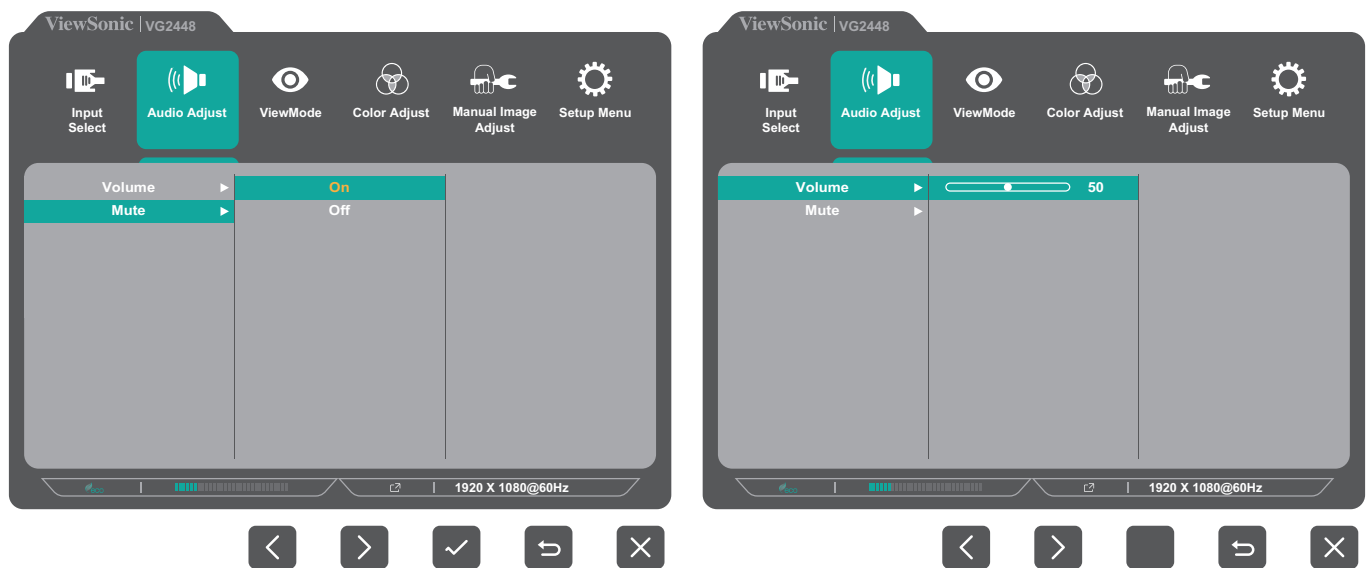 ViewSonic | VG2448
Input
Select
Audio Adjust
ViewMode
Color Adjust
Manual Image
Adjust
Setup Menu
Volume
On
Mute
Off
eco
1920 X 1080@60Hz
ViewSonic | VG2448
Input
Select
Audio Adjust
ViewMode
Color Adjust
Manual Image
Adjust
Setup Menu
Volume 50
Mute
eco
1920 X 1080@60Hz